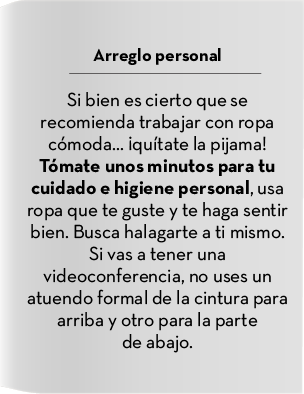 Arreglo personal
Si bien es cierto que se
recomienda trabajar con ropa
cómoda... ¡quítate la pijama!
Tómate unos minutos para tu
cuidado e higiene personal, usa
ropa que te guste y te haga sentir
bien. Busca halagarte a ti mismo.
Si vas a tener una
videoconferencia, no uses un
atuendo formal de la cintura para
arriba y otro para la parte
de abajo.